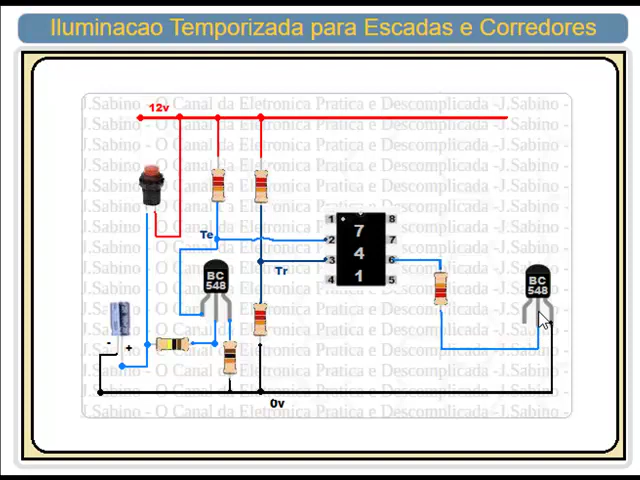 Iluminacao Temporizada para Escadas e Corredores
J.Sabino - O Canal da Eletronica Pratica e Descomplicada -J.Sabino -
12v
1 8
7
2 7
4
3 6
1
4 5
Te
Tr
BC
548
BC
548
- +
0v